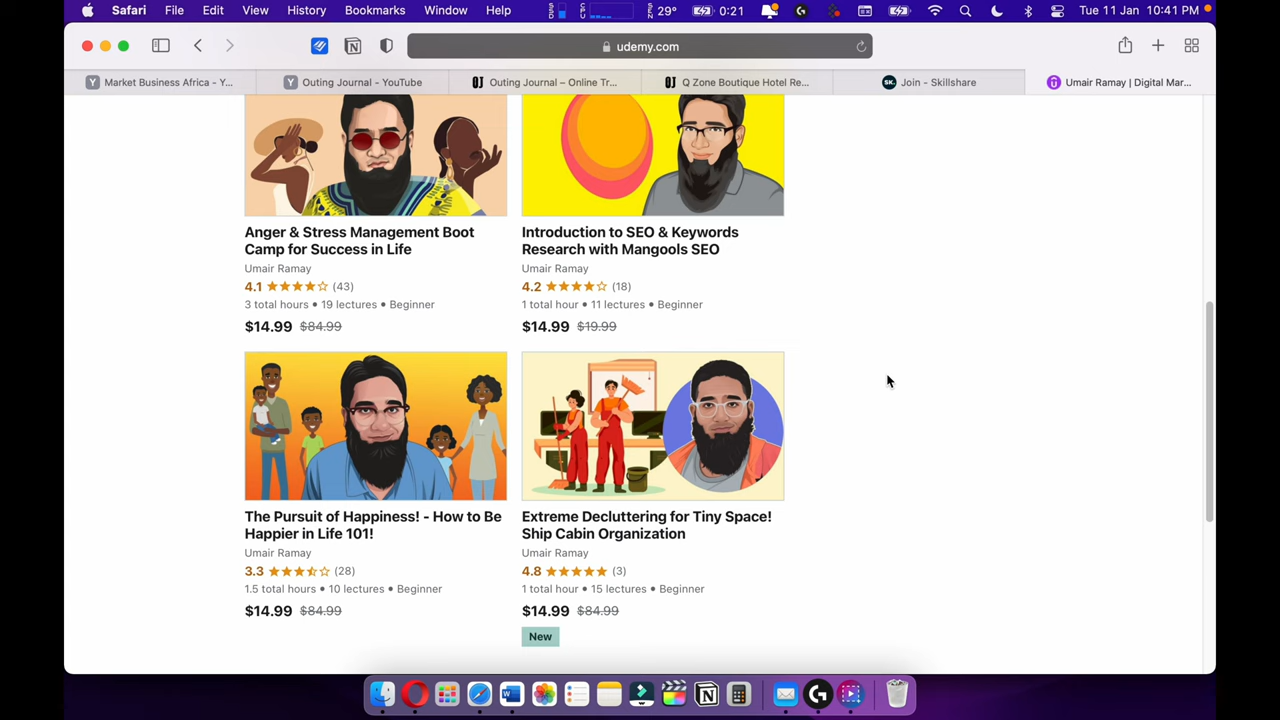 Safari File Edit View History Bookmarks Window Help 29° 0:21 Tue 11 Jan 10:41 PM
udemy.com
Market Business Africa - Y... Outing Journal - YouTube Outing Journal – Online Tr... Q Zone Boutique Hotel Re... Join - Skillshare Umair Ramay | Digital Mar...
Anger & Stress Management Boot
Camp for Success in Life
Umair Ramay
4.1 (43)
3 total hours • 19 lectures • Beginner
$14.99 $84.99
Introduction to SEO & Keywords
Research with Mangools SEO
Umair Ramay
4.2 (18)
1 total hour • 11 lectures • Beginner
$14.99 $19.99
The Pursuit of Happiness! - How to Be
Happier in Life 101!
Umair Ramay
3.3 (28)
1.5 total hours • 10 lectures • Beginner
$14.99 $84.99
Extreme Decluttering for Tiny Space!
Ship Cabin Organization
Umair Ramay
4.8 (3)
1 total hour • 15 lectures • Beginner
$14.99 $84.99
New